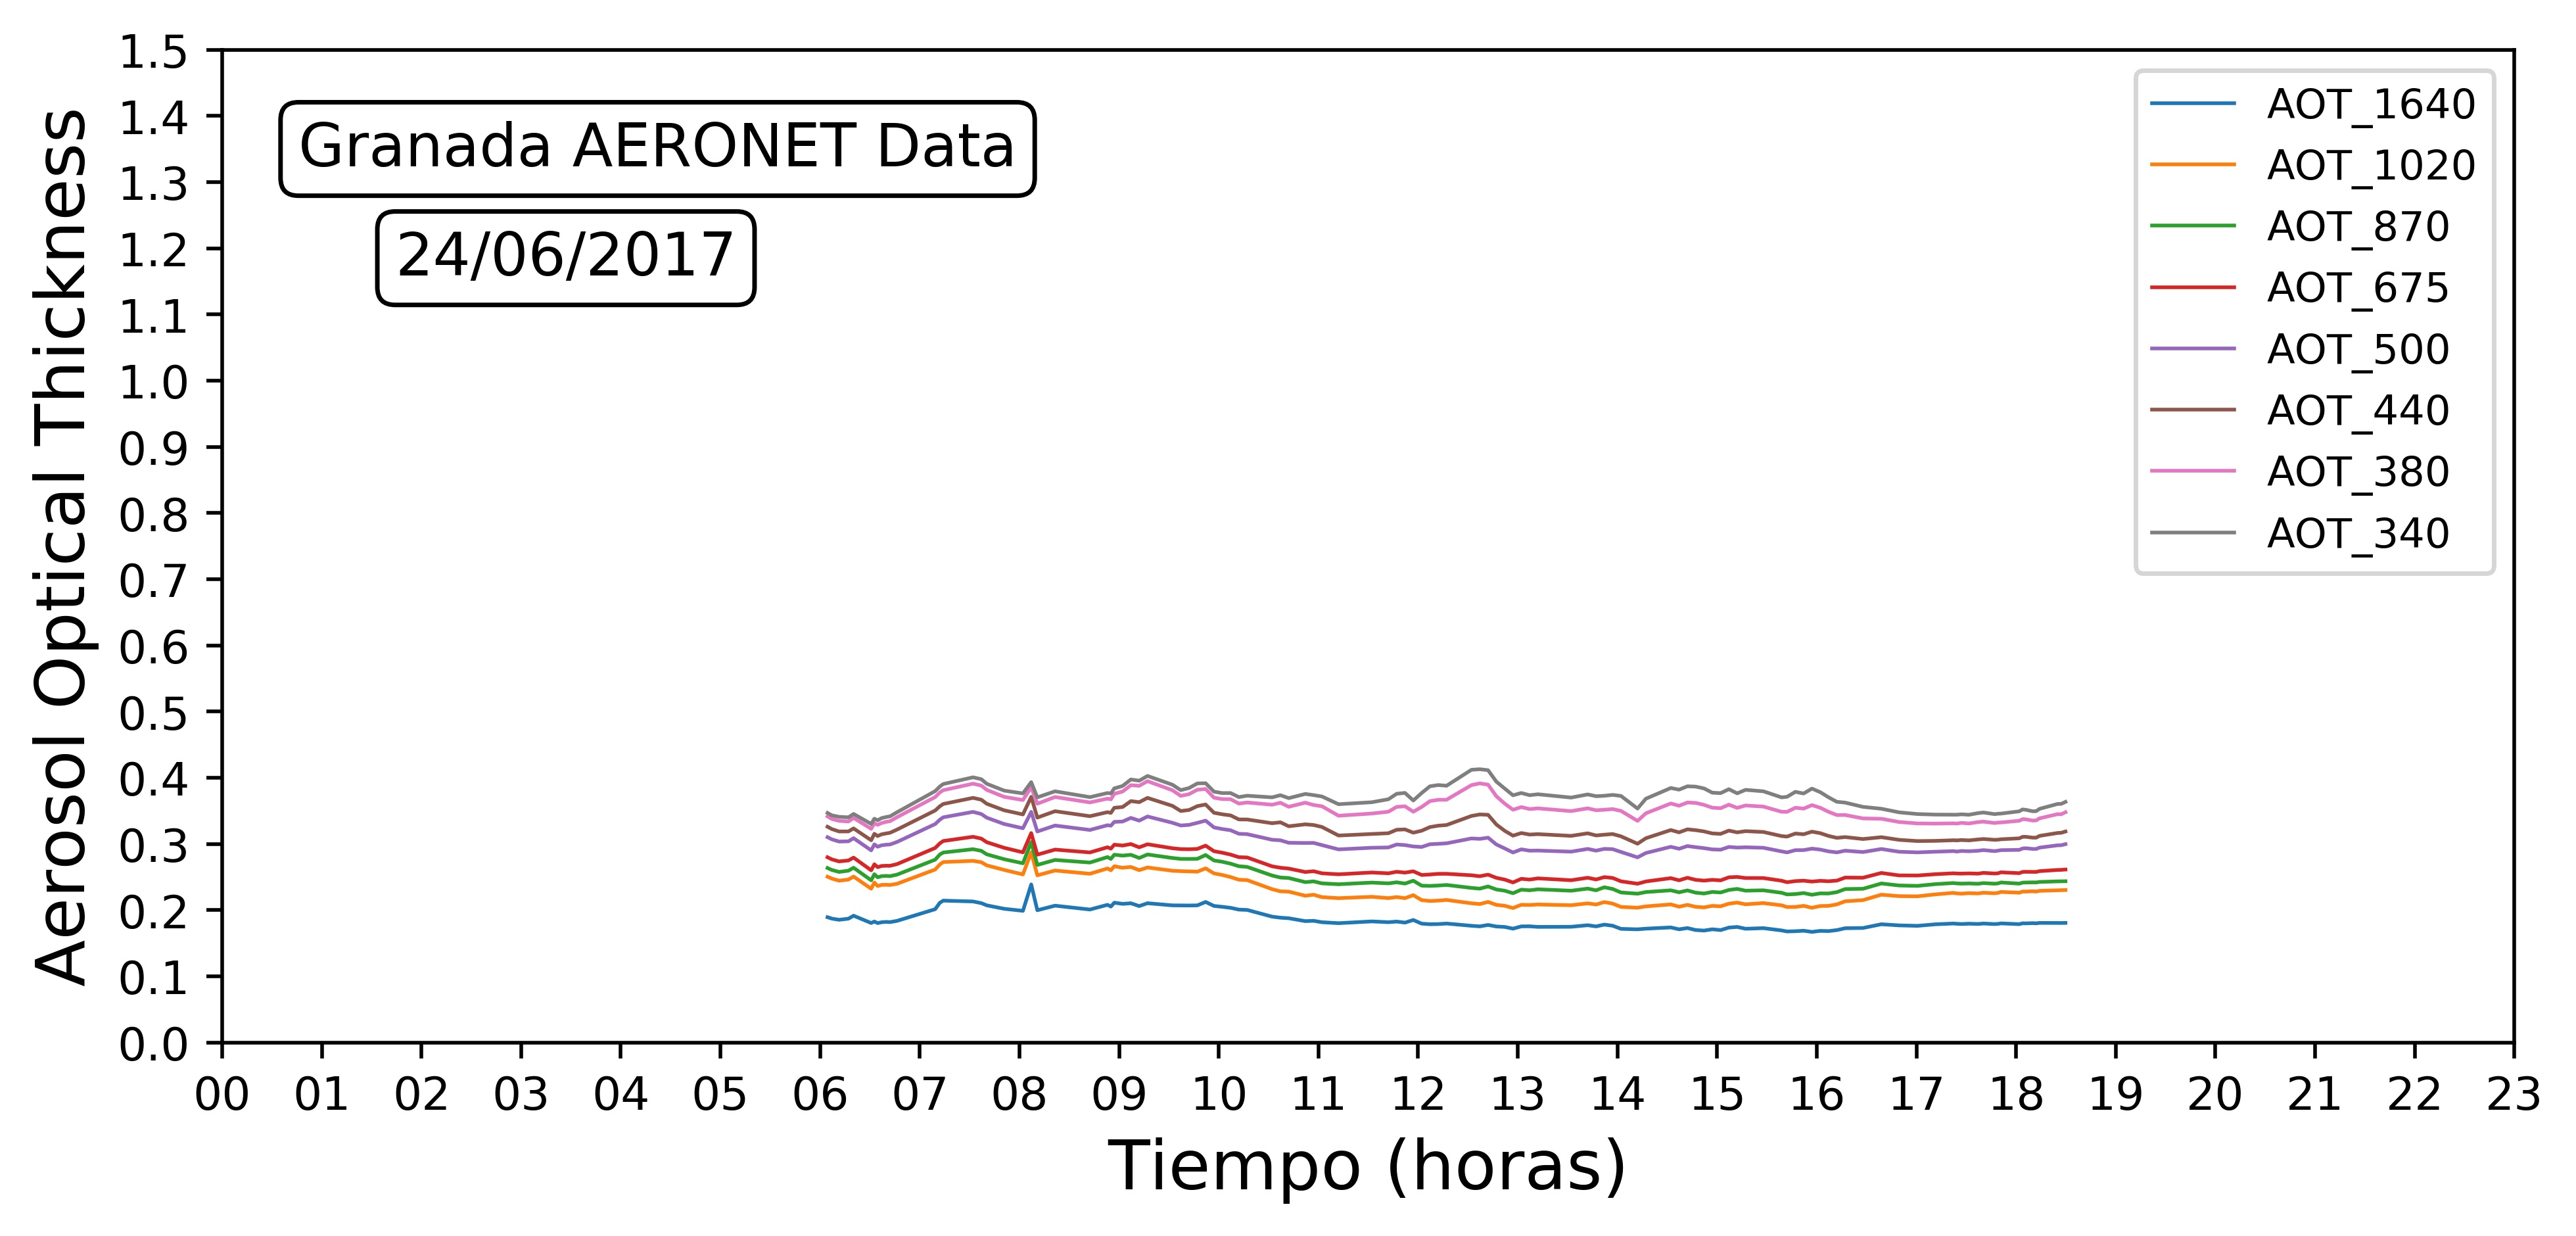 Granada AERONET Data
24/06/2017
AOT_1640
AOT_1020
AOT_870
AOT_675
AOT_500
AOT_440
AOT_380
AOT_340
Aerosol Optical Thickness
1.5
1.4
1.3
1.2
1.1
1.0
0.9
0.8
0.7
0.6
0.5
0.4
0.3
0.2
0.1
0.0
00 01 02 03 04 05 06 07 08 09 10 11 12 13 14 15 16 17 18 19 20 21 22 23
Tiempo (horas)